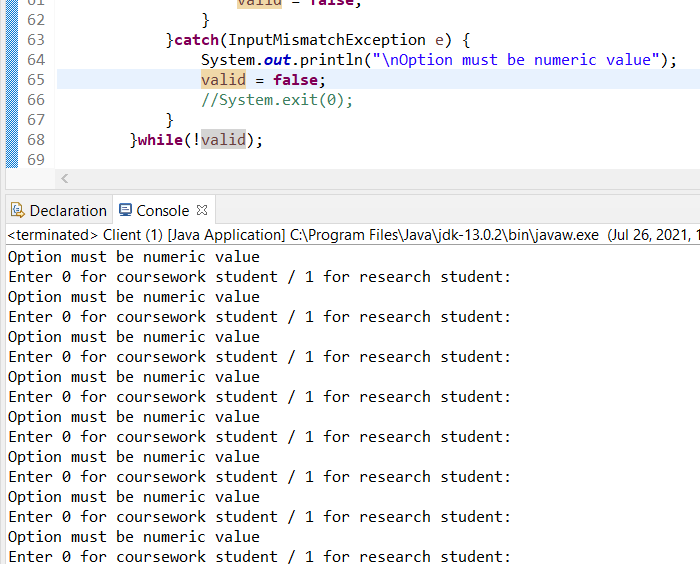 61 valid = false;
62 }
63 }catch(InputMismatchException e) {
64 System.out.println("\nOption must be numeric value");
65 valid = false;
66 //System.exit(0);
67 }
68 }while(!valid);
69
Declaration Console
<terminated> Client (1) [Java Application] C:\Program Files\Java\jdk-13.0.2\bin\javaw.exe (Jul 26, 2021, 1
Option must be numeric value
Enter 0 for coursework student / 1 for research student:
Option must be numeric value
Enter 0 for coursework student / 1 for research student:
Option must be numeric value
Enter 0 for coursework student / 1 for research student:
Option must be numeric value
Enter 0 for coursework student / 1 for research student:
Option must be numeric value
Enter 0 for coursework student / 1 for research student:
Option must be numeric value
Enter 0 for coursework student / 1 for research student:
Option must be numeric value
Enter 0 for coursework student / 1 for research student:
Option must be numeric value
Enter 0 for coursework student / 1 for research student: